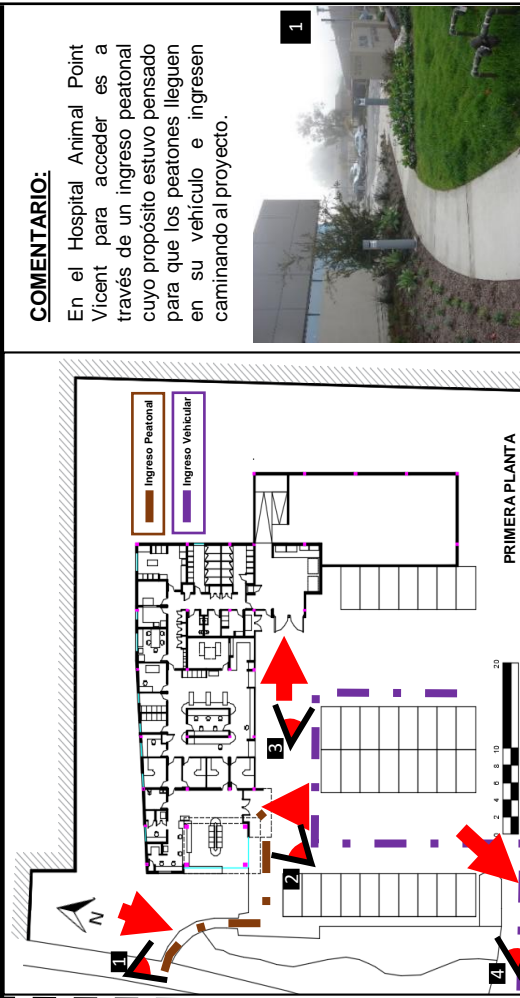 COMENTARIO:
En el Hospital Animal Point
Vicent para acceder es a
través de un ingreso peatonal
cuyo propósito estuvo pensado
para que los peatones lleguen
en su vehículo e ingresen
caminando al proyecto.
1
Ingreso Peatonal
Ingreso Vehicular
N
1
2
3
4
PRIMERA PLANTA
0 2 4 6 8 10 20